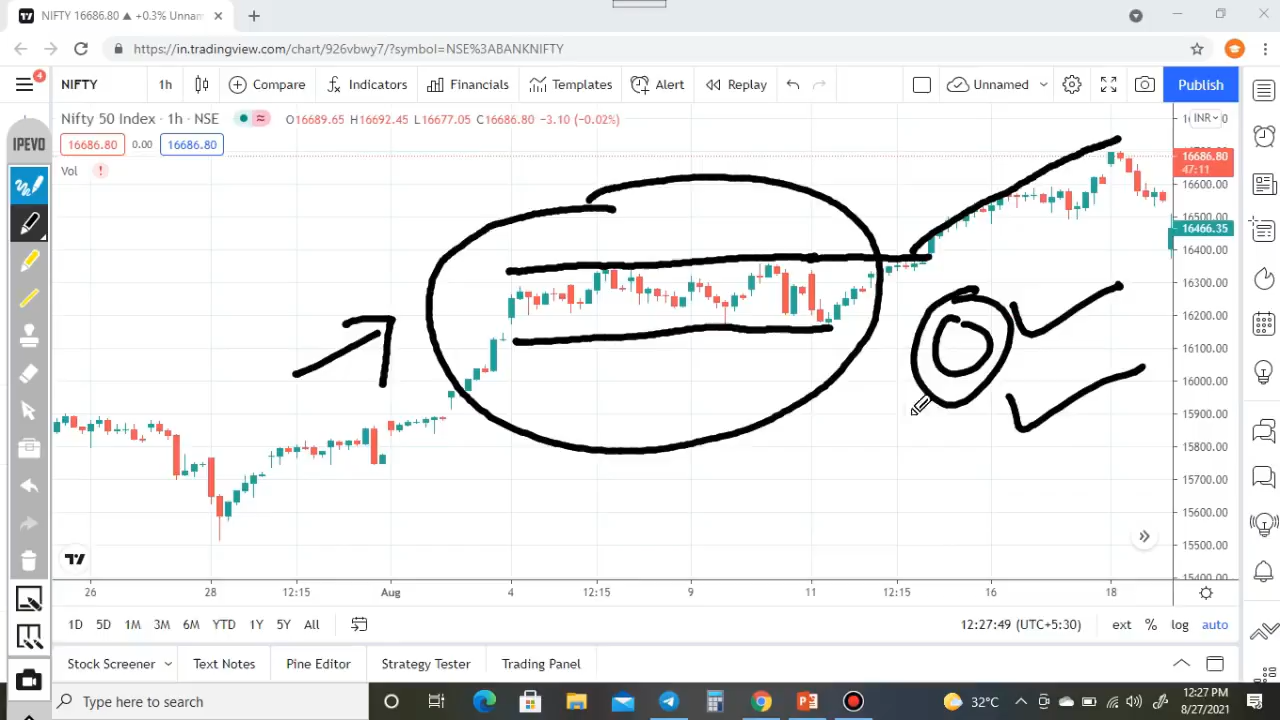 NIFTY 16686.80 ▲ +0.3% Unnam
https://in.tradingview.com/chart/926vbwy7/?symbol=NSE%3ABANKNIFTY
4
NIFTY 1h Compare Indicators Financials Templates Alert Replay Unnamed Publish
Nifty 50 Index · 1h · NSE O16689.65 H16692.45 L16677.05 C16686.80 −3.10 (−0.02%)
INR
IPEVO
16686.80 0.00 16686.80
Vol !
16686.80
47:11
16600.00
16500.00
16466.35
16400.00
16300.00
16200.00
16100.00
16000.00
15900.00
15800.00
15700.00
15600.00
15500.00
15400.00
26 28 12:15 Aug 4 12:15 9 11 12:15 16 18
1D 5D 1M 3M 6M YTD 1Y 5Y All 12:27:49 (UTC+5:30) ext % log auto
Stock Screener Text Notes Pine Editor Strategy Tester Trading Panel
Type here to search
32°C
12:27 PM
8/27/2021